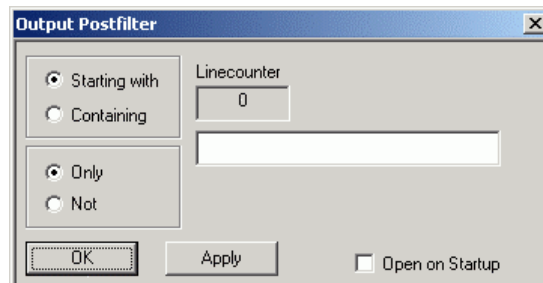 Output Postfilter
Starting with
Containing
Linecounter
0
Only
Not
OK
Apply
Open on Startup